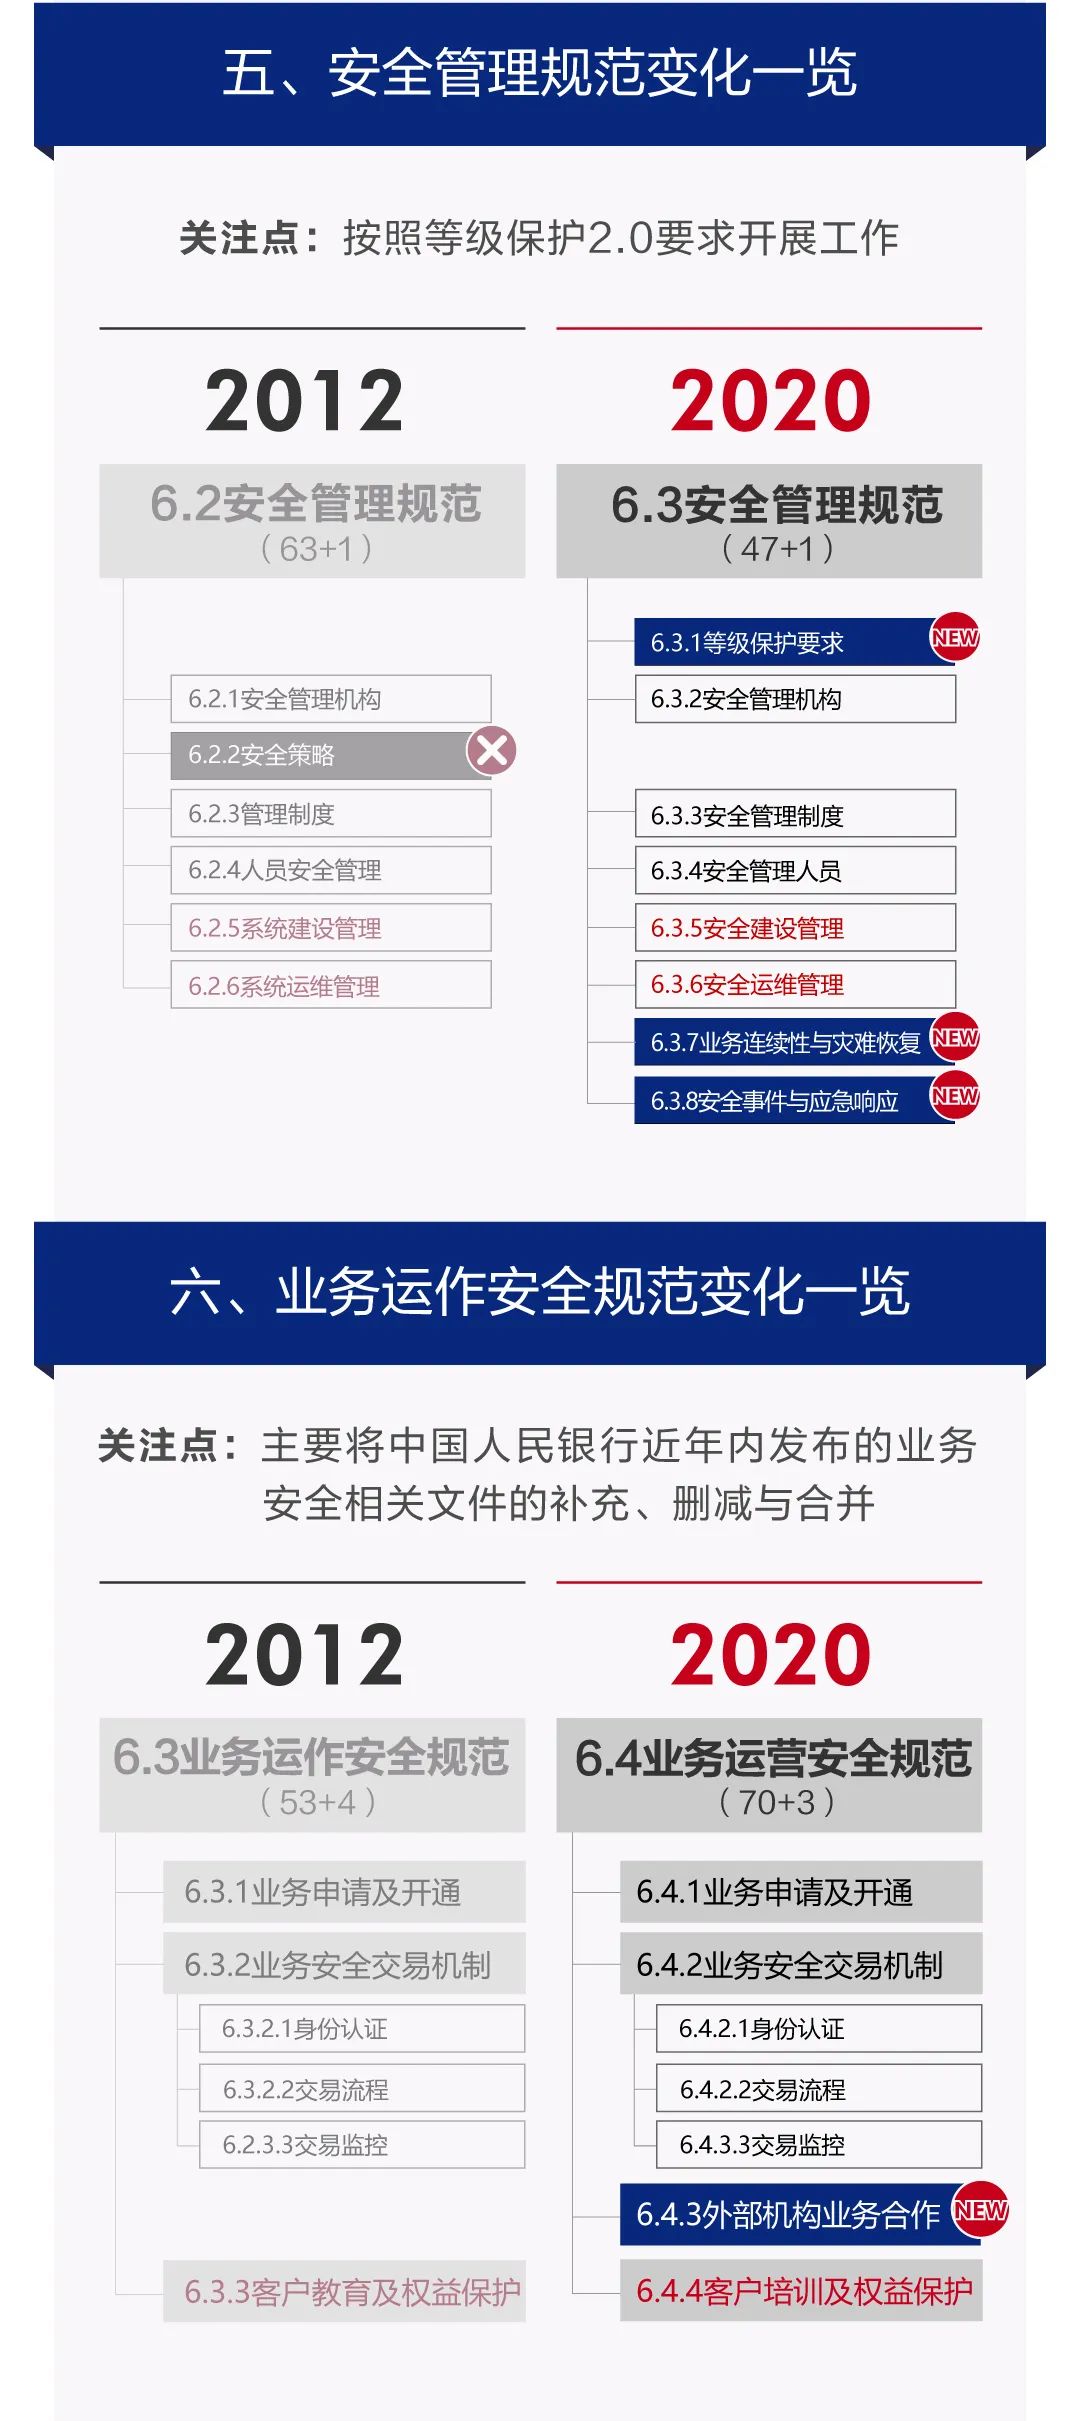 五、安全管理规范变化一览
关注点：按照等级保护2.0要求开展工作
2012
6.2安全管理规范
（63+1）
6.2.1安全管理机构
6.2.2安全策略
6.2.3管理制度
6.2.4人员安全管理
6.2.5系统建设管理
6.2.6系统运维管理
2020
6.3安全管理规范
（47+1）
6.3.1等级保护要求
NEW
6.3.2安全管理机构
6.3.3安全管理制度
6.3.4安全管理人员
6.3.5安全建设管理
6.3.6安全运维管理
6.3.7业务连续性与灾难恢复
NEW
6.3.8安全事件与应急响应
NEW
六、业务运作安全规范变化一览
关注点：主要将中国人民银行近年内发布的业务
安全相关文件的补充、删减与合并
2012
6.3业务运作安全规范
（53+4）
6.3.1业务申请及开通
6.3.2业务安全交易机制
6.3.2.1身份认证
6.3.2.2交易流程
6.2.3.3交易监控
6.3.3客户教育及权益保护
2020
6.4业务运营安全规范
（70+3）
6.4.1业务申请及开通
6.4.2业务安全交易机制
6.4.2.1身份认证
6.4.2.2交易流程
6.4.3.3交易监控
6.4.3外部机构业务合作
NEW
6.4.4客户培训及权益保护